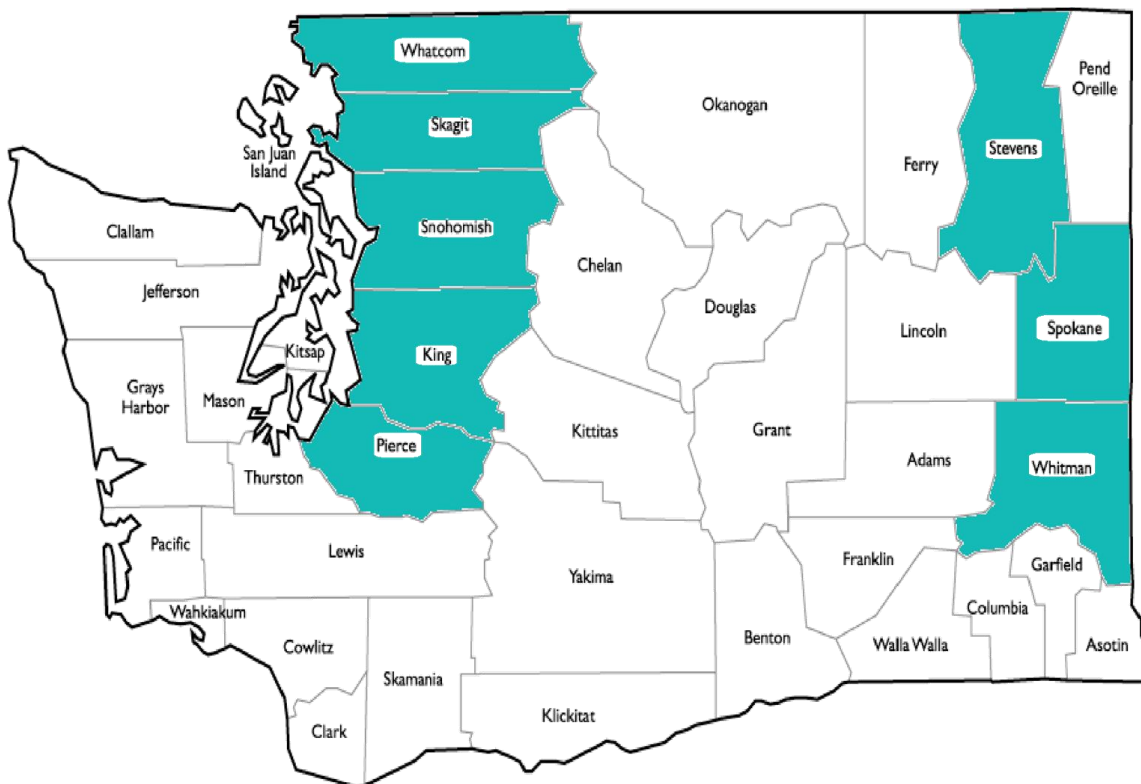 Whatcom
Pend
Oreille
Okanogan
Skagit
Stevens
San Juan
Island
Ferry
Snohomish
Clallam
Chelan
Jefferson
Douglas
Lincoln
Spokane
Kitsap
King
Grays
Harbor
Mason
Kittitas
Grant
Pierce
Adams
Whitman
Thurston
Pacific
Lewis
Franklin
Garfield
Yakima
Wahkiakum
Columbia
Cowlitz
Benton
Walla Walla
Asotin
Skamania
Klickitat
Clark